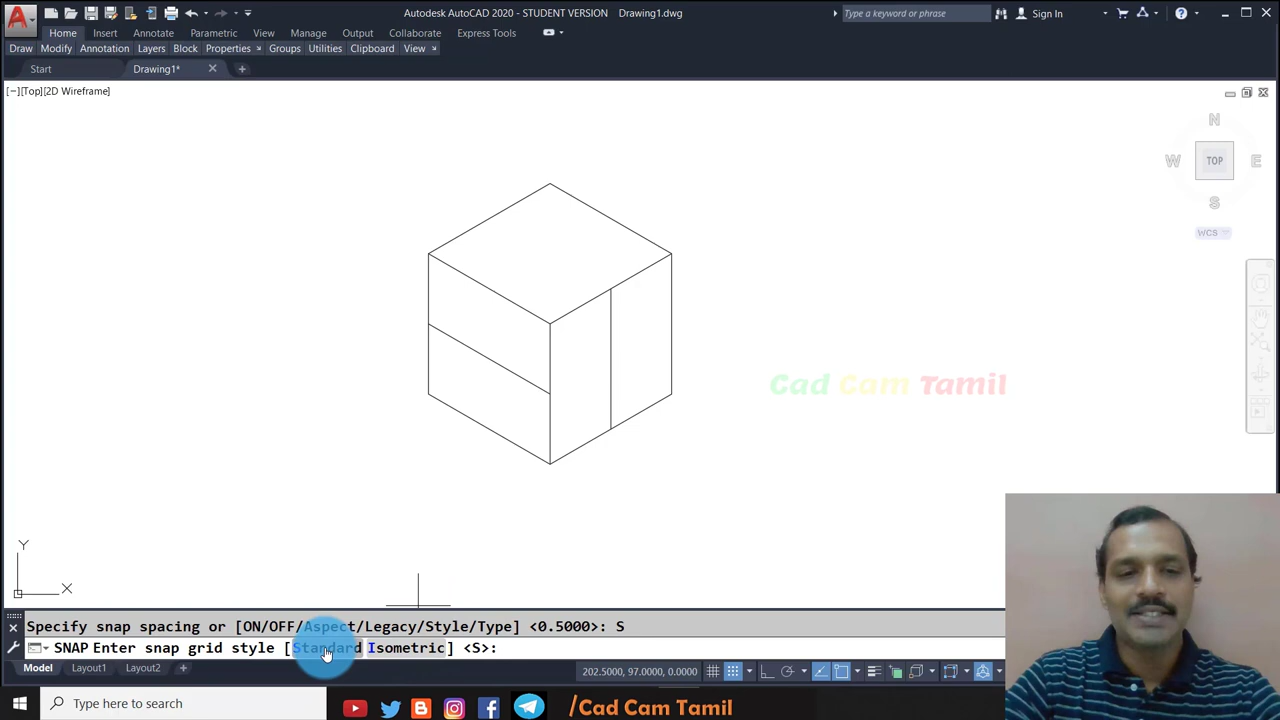 Autodesk AutoCAD 2020 - STUDENT VERSION Drawing1.dwg
Type a keyword or phrase
Sign In
Home Insert Annotate Parametric View Manage Output Collaborate Express Tools
Draw Modify Annotation Layers Block Properties Groups Utilities Clipboard View
Start Drawing1*
[−][Top][2D Wireframe]
N
W TOP E
S
WCS
Cad Cam Tamil
Y
X
Specify snap spacing or [ON/OFF/Aspect/Legacy/Style/Type] <0.5000>: S
SNAP Enter snap grid style [Standard Isometric] <S>:
Model Layout1 Layout2
202.5000, 97.0000, 0.0000
Type here to search
/Cad Cam Tamil